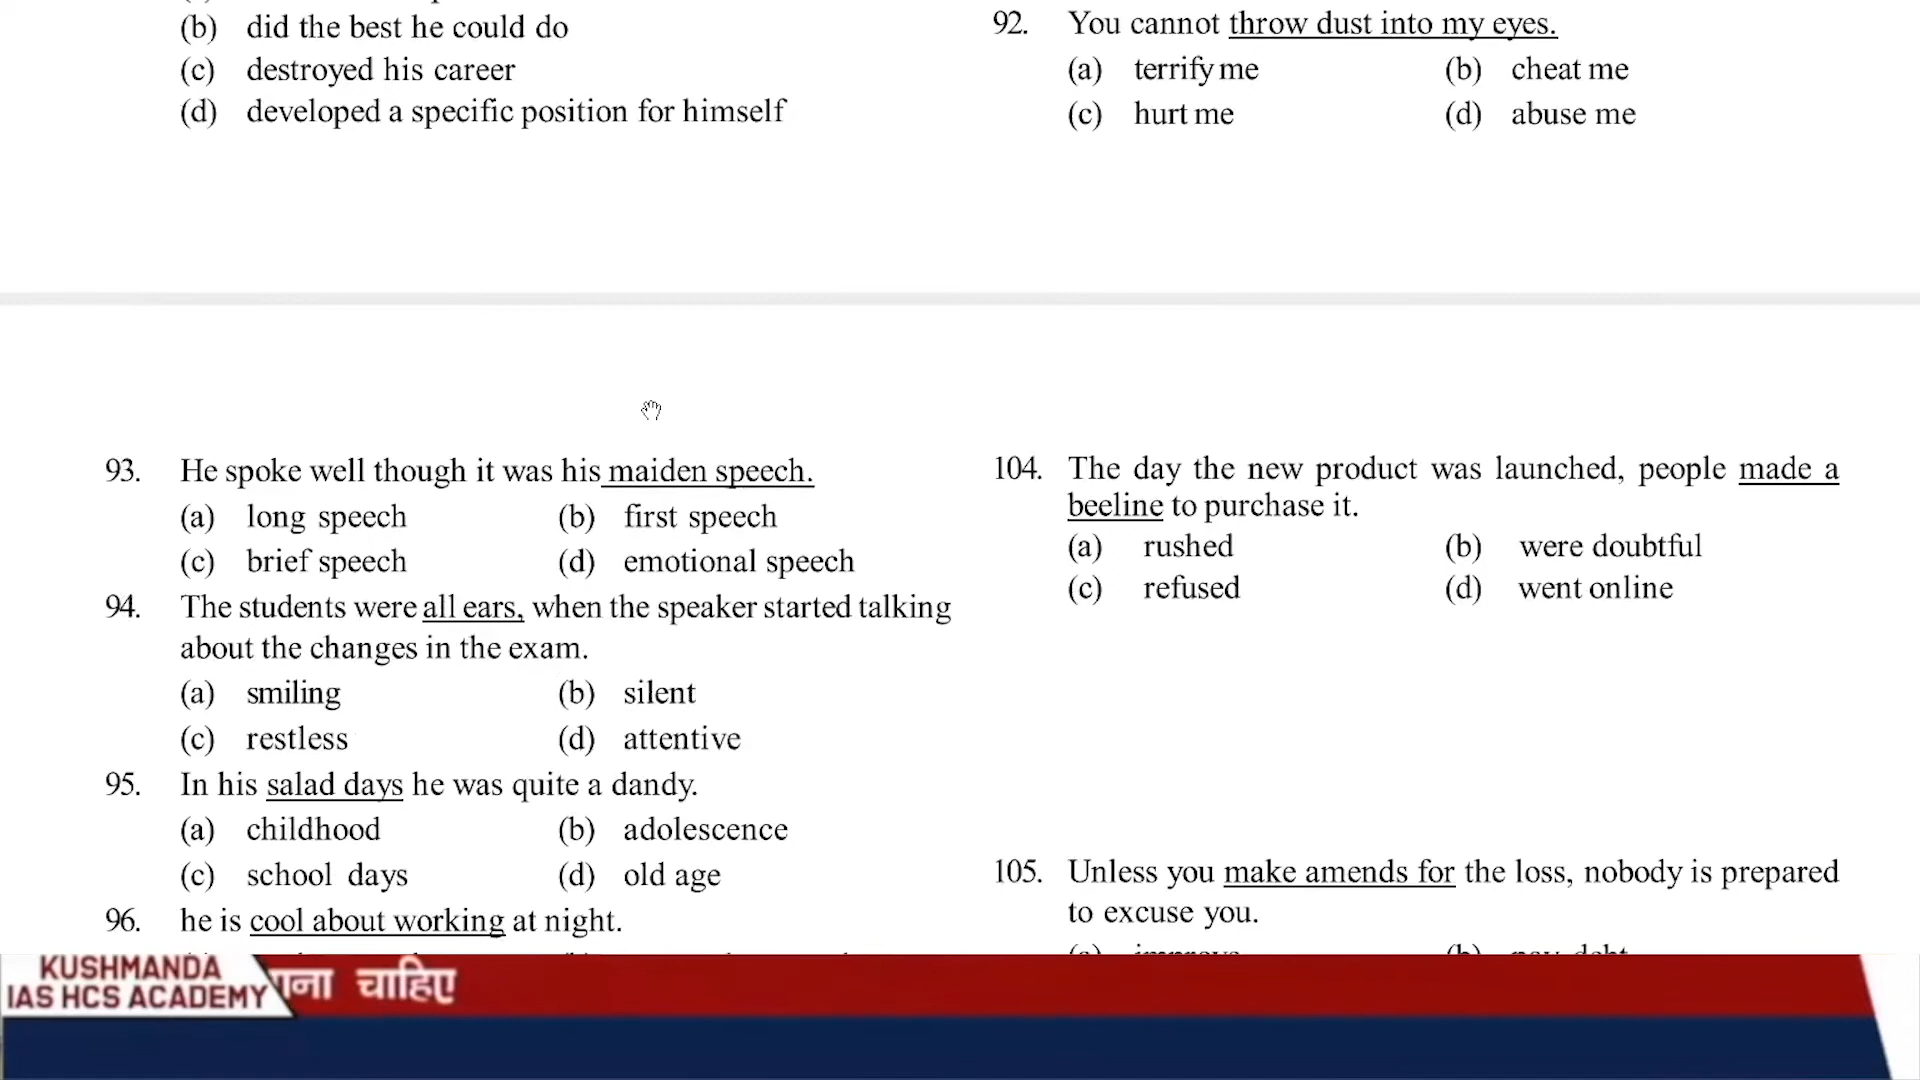 (b) did the best he could do
(c) destroyed his career
(d) developed a specific position for himself
92. You cannot throw dust into my eyes.
(a) terrify me (b) cheat me
(c) hurt me (d) abuse me
93. He spoke well though it was his maiden speech.
(a) long speech (b) first speech
(c) brief speech (d) emotional speech
94. The students were all ears, when the speaker started talking
about the changes in the exam.
(a) smiling (b) silent
(c) restless (d) attentive
95. In his salad days he was quite a dandy.
(a) childhood (b) adolescence
(c) school days (d) old age
96. he is cool about working at night.
104. The day the new product was launched, people made a
beeline to purchase it.
(a) rushed (b) were doubtful
(c) refused (d) went online
105. Unless you make amends for the loss, nobody is prepared
to excuse you.
(a) improve (b) pay debt
KUSHMANDA
IAS HCS ACADEMY
चाहिए